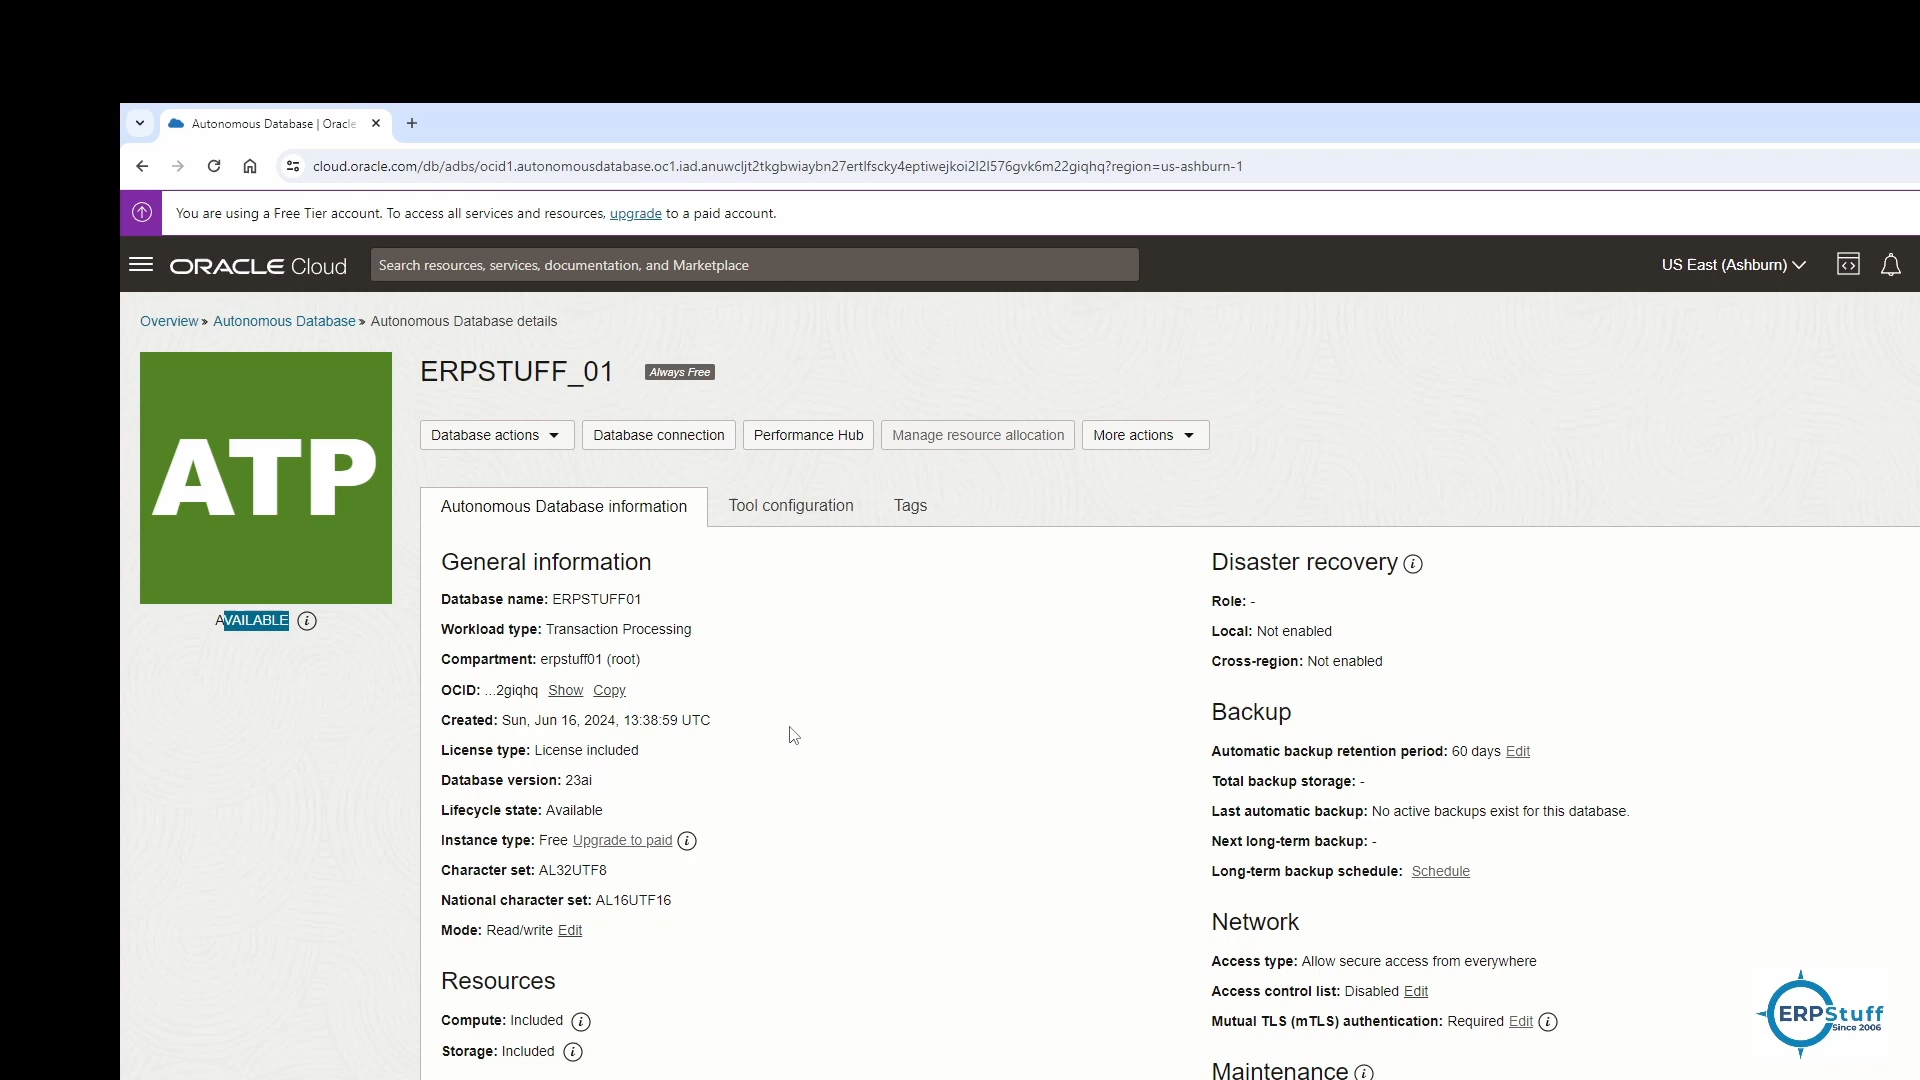 Autonomous Database | Oracle
cloud.oracle.com/db/adbs/ocid1.autonomousdatabase.oc1.iad.anuwcljt2tkgbwiaybn27ertlfscky4eptiwejkoi2l2l576gvk6m22giqhq?region=us-ashburn-1
You are using a Free Tier account. To access all services and resources, upgrade to a paid account.
ORACLE Cloud
Search resources, services, documentation, and Marketplace
US East (Ashburn)
Overview » Autonomous Database » Autonomous Database details
ATP
AVAILABLE
ERPSTUFF_01
Always Free
Database actions
Database connection
Performance Hub
Manage resource allocation
More actions
Autonomous Database information
Tool configuration
Tags
General information
Database name: ERPSTUFF01
Workload type: Transaction Processing
Compartment: erpstuff01 (root)
OCID: ...2giqhq Show Copy
Created: Sun, Jun 16, 2024, 13:38:59 UTC
License type: License included
Database version: 23ai
Lifecycle state: Available
Instance type: Free Upgrade to paid
Character set: AL32UTF8
National character set: AL16UTF16
Mode: Read/write Edit
Resources
Compute: Included
Storage: Included
Disaster recovery
Role: -
Local: Not enabled
Cross-region: Not enabled
Backup
Automatic backup retention period: 60 days Edit
Total backup storage: -
Last automatic backup: No active backups exist for this database.
Next long-term backup: -
Long-term backup schedule: Schedule
Network
Access type: Allow secure access from everywhere
Access control list: Disabled Edit
Mutual TLS (mTLS) authentication: Required Edit
Maintenance
ERPStuff
Since 2006